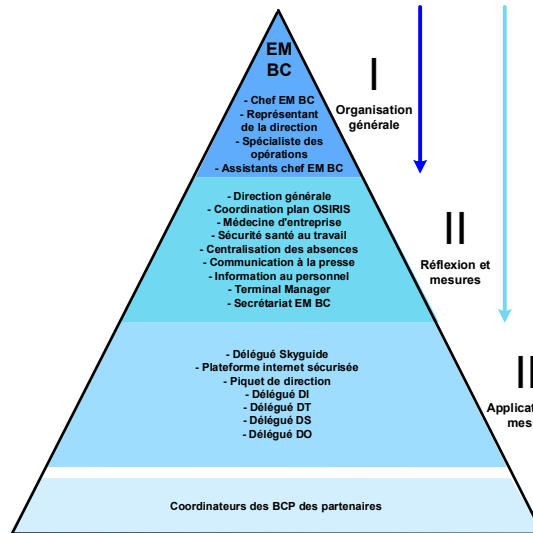 EM
BC
- Chef EM BC
- Représentant
de la direction
- Spécialiste des
opérations
- Assistants chef EM BC
I
Organisation
générale
- Direction générale
- Coordination plan OSIRIS
- Médecine d'entreprise
- Sécurité santé au travail
- Centralisation des absences
- Communication à la presse
- Information au personnel
- Terminal Manager
- Secrétariat EM BC
II
Réflexion et
mesures
- Délégué Skyguide
- Plateforme internet sécurisée
- Piquet de direction
- Délégué DI
- Délégué DT
- Délégué DS
- Délégué DO
Coordinateurs des BCP des partenaires